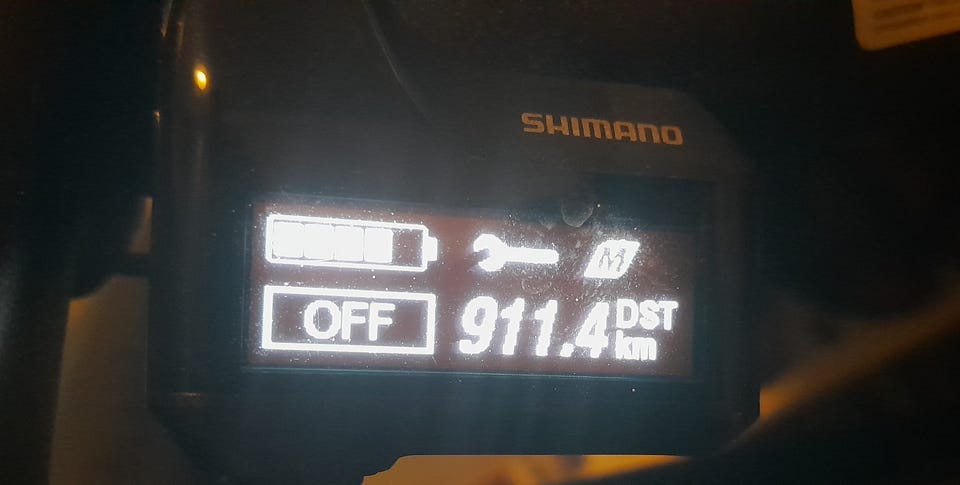 SHIMANO
M
OFF 911.4 DST
km